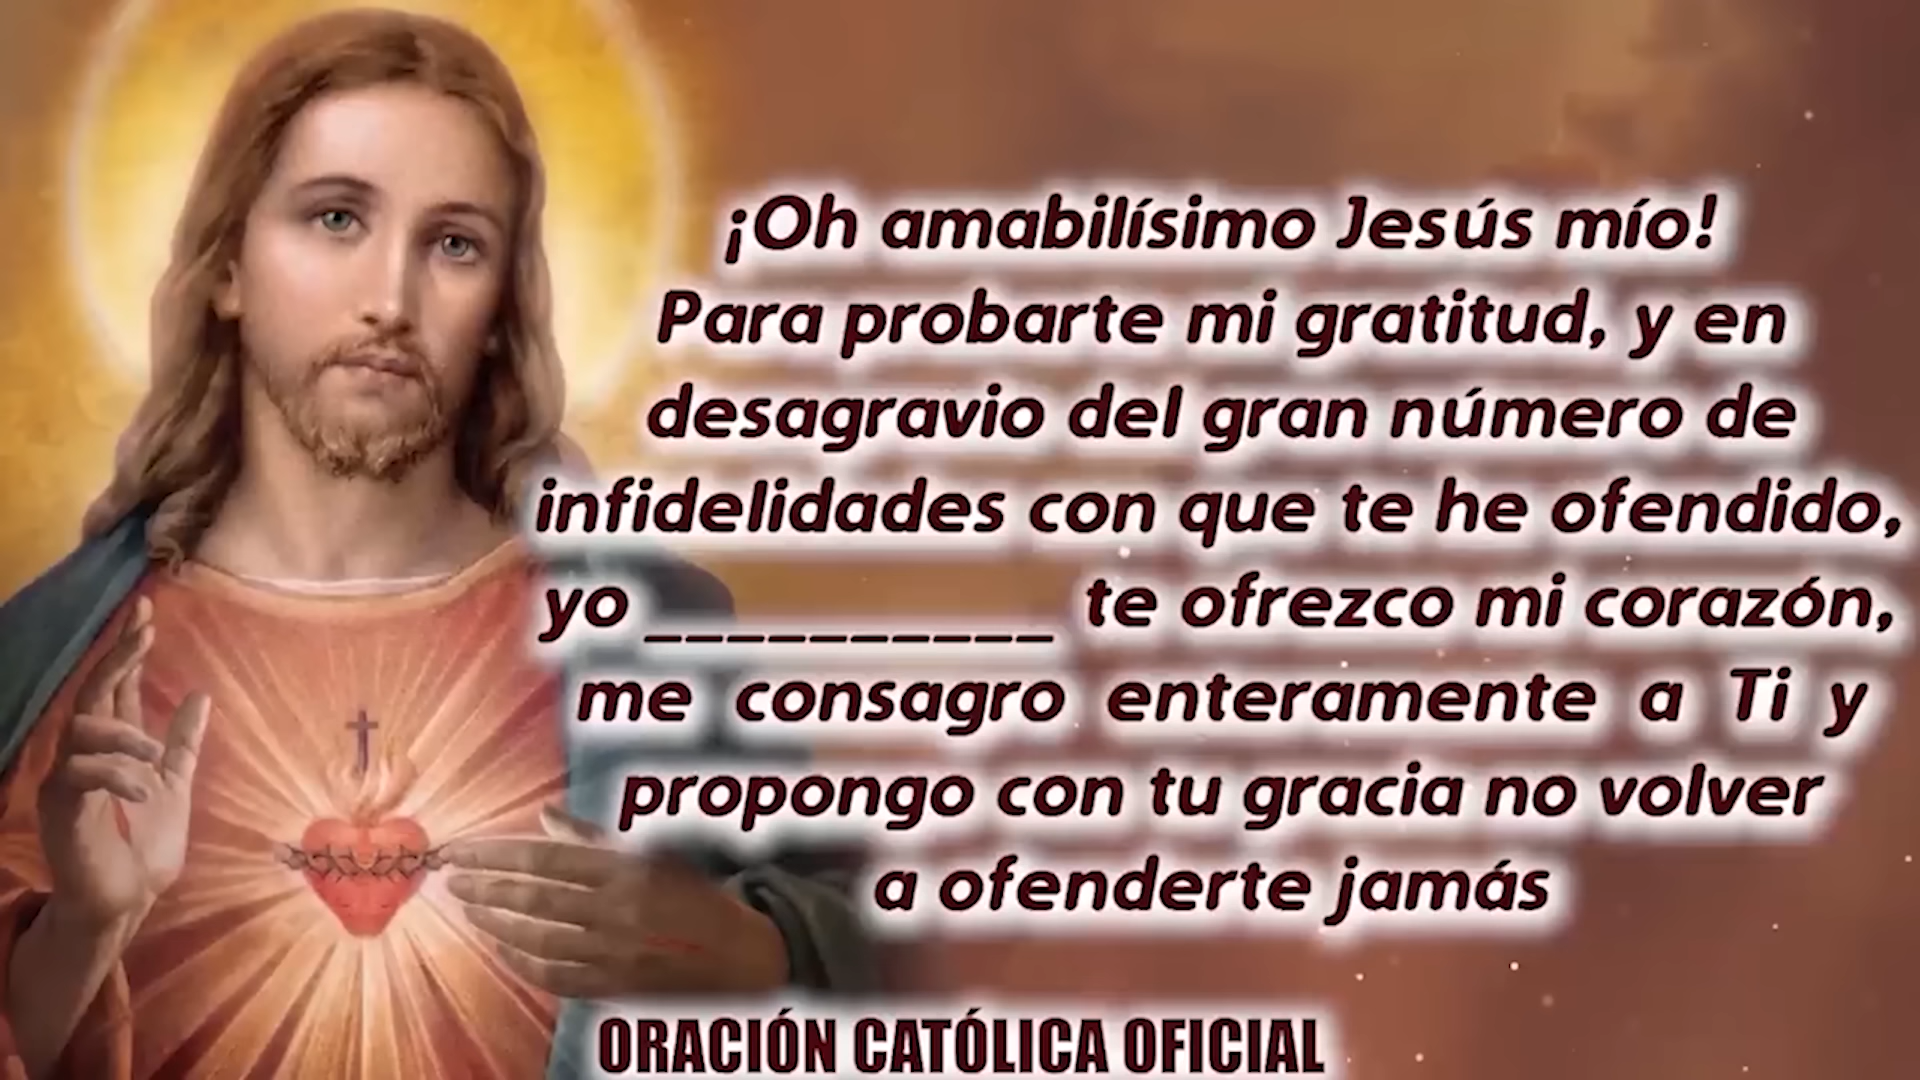 ¡Oh amabilísimo Jesús mío!
Para probarte mi gratitud, y en
desagravio del gran número de
infidelidades con que te he ofendido,
yo __________ te ofrezco mi corazón,
me consagro enteramente a Ti y
propongo con tu gracia no volver
a ofenderte jamás
ORACIÓN CATÓLICA OFICIAL